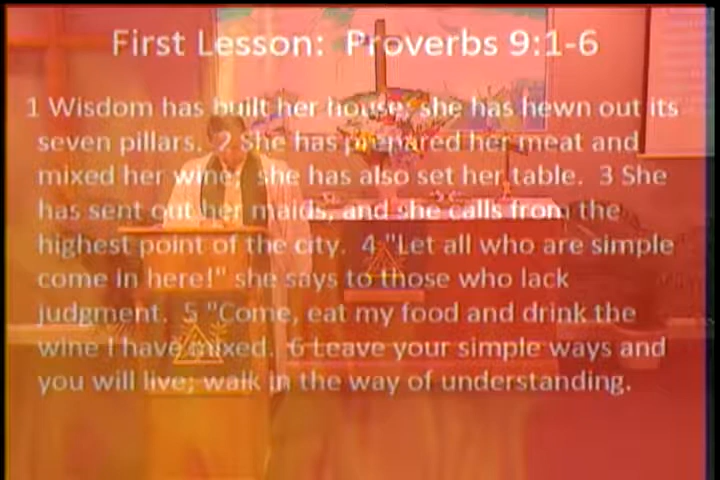 First Lesson: Proverbs 9:1-6
1 Wisdom has built her house; she has hewn out its
seven pillars. 2 She has prepared her meat and
mixed her wine; she has also set her table. 3 She
has sent out her maids, and she calls from the
highest point of the city. 4 "Let all who are simple
come in here!" she says to those who lack
judgment. 5 "Come, eat my food and drink the
wine I have mixed. 6 Leave your simple ways and
you will live; walk in the way of understanding.